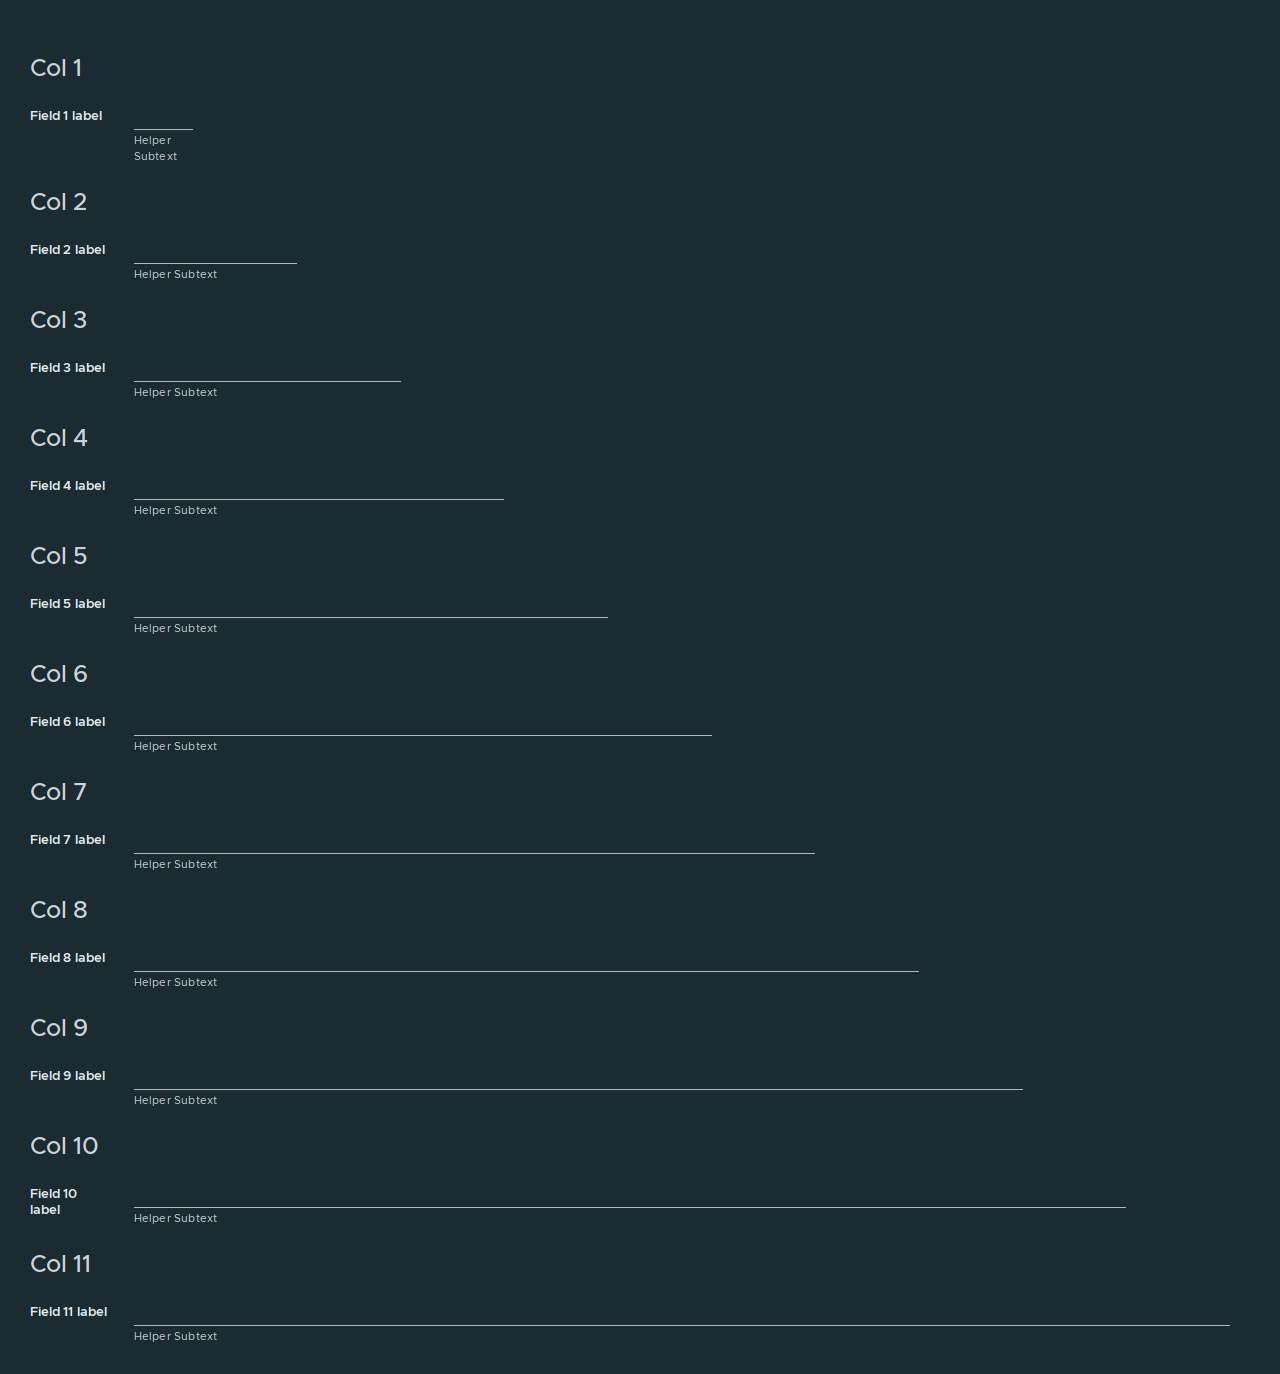 Col 1
Field 1 label
Helper
Subtext
Col 2
Field 2 label
Helper Subtext
Col 3
Field 3 label
Helper Subtext
Col 4
Field 4 label
Helper Subtext
Col 5
Field 5 label
Helper Subtext
Col 6
Field 6 label
Helper Subtext
Col 7
Field 7 label
Helper Subtext
Col 8
Field 8 label
Helper Subtext
Col 9
Field 9 label
Helper Subtext
Col 10
Field 10
label
Helper Subtext
Col 11
Field 11 label
Helper Subtext